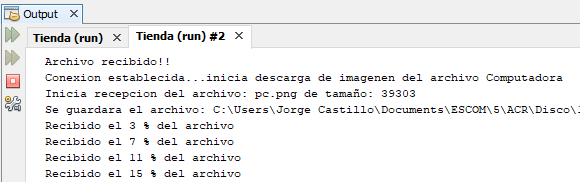 Output
Tienda (run) Tienda (run) #2
Archivo recibido!!
Conexion establecida...inicia descarga de imagenen del archivo Computadora
Inicia recepcion del archivo: pc.png de tamaño: 39303
Se guardara el archivo: C:\Users\Jorge Castillo\Documents\ESCOM\5\ACR\Disco\
Recibido el 3 % del archivo
Recibido el 7 % del archivo
Recibido el 11 % del archivo
Recibido el 15 % del archivo